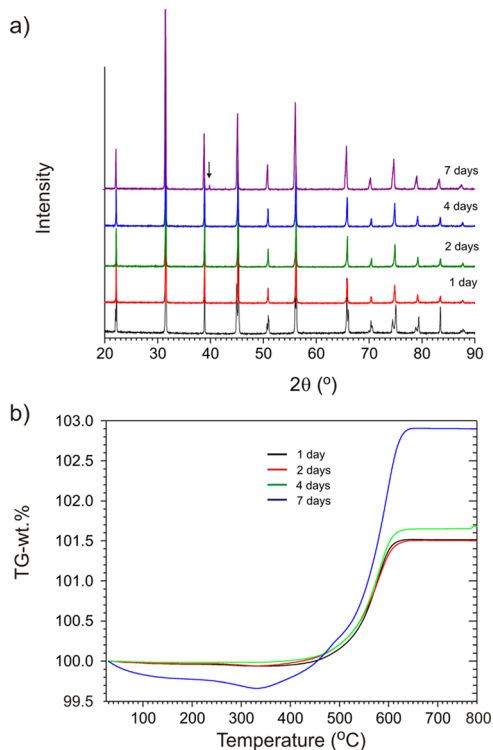 a)
Intensity
7 days
4 days
2 days
1 day
20 30 40 50 60 70 80 90
2θ (º)
b)
TG-wt.%
103.0
102.5
102.0
101.5
101.0
100.5
100.0
99.5
1 day
2 days
4 days
7 days
100 200 300 400 500 600 700 800
Temperature (ºC)